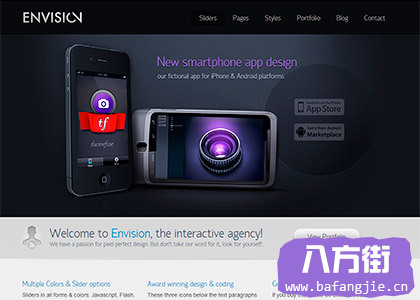 ENVISION
Sliders Pages Styles Portfolio Blog Contact
New smartphone app design
our fictional app for iPhone & Android platforms
App Store
Marketplace
tf
themefuse
Welcome to Envision, the interactive agency!
We have a passion for pixel perfect design. But don't take our word for it, look for yourself.
View Portfolio
八方街
www.bafangjie.cn
Multiple Colors & Slider options
Award winning design & coding
Sliders in all forms & colors: Javascript, Flash,
These three icons below the text paragraphs